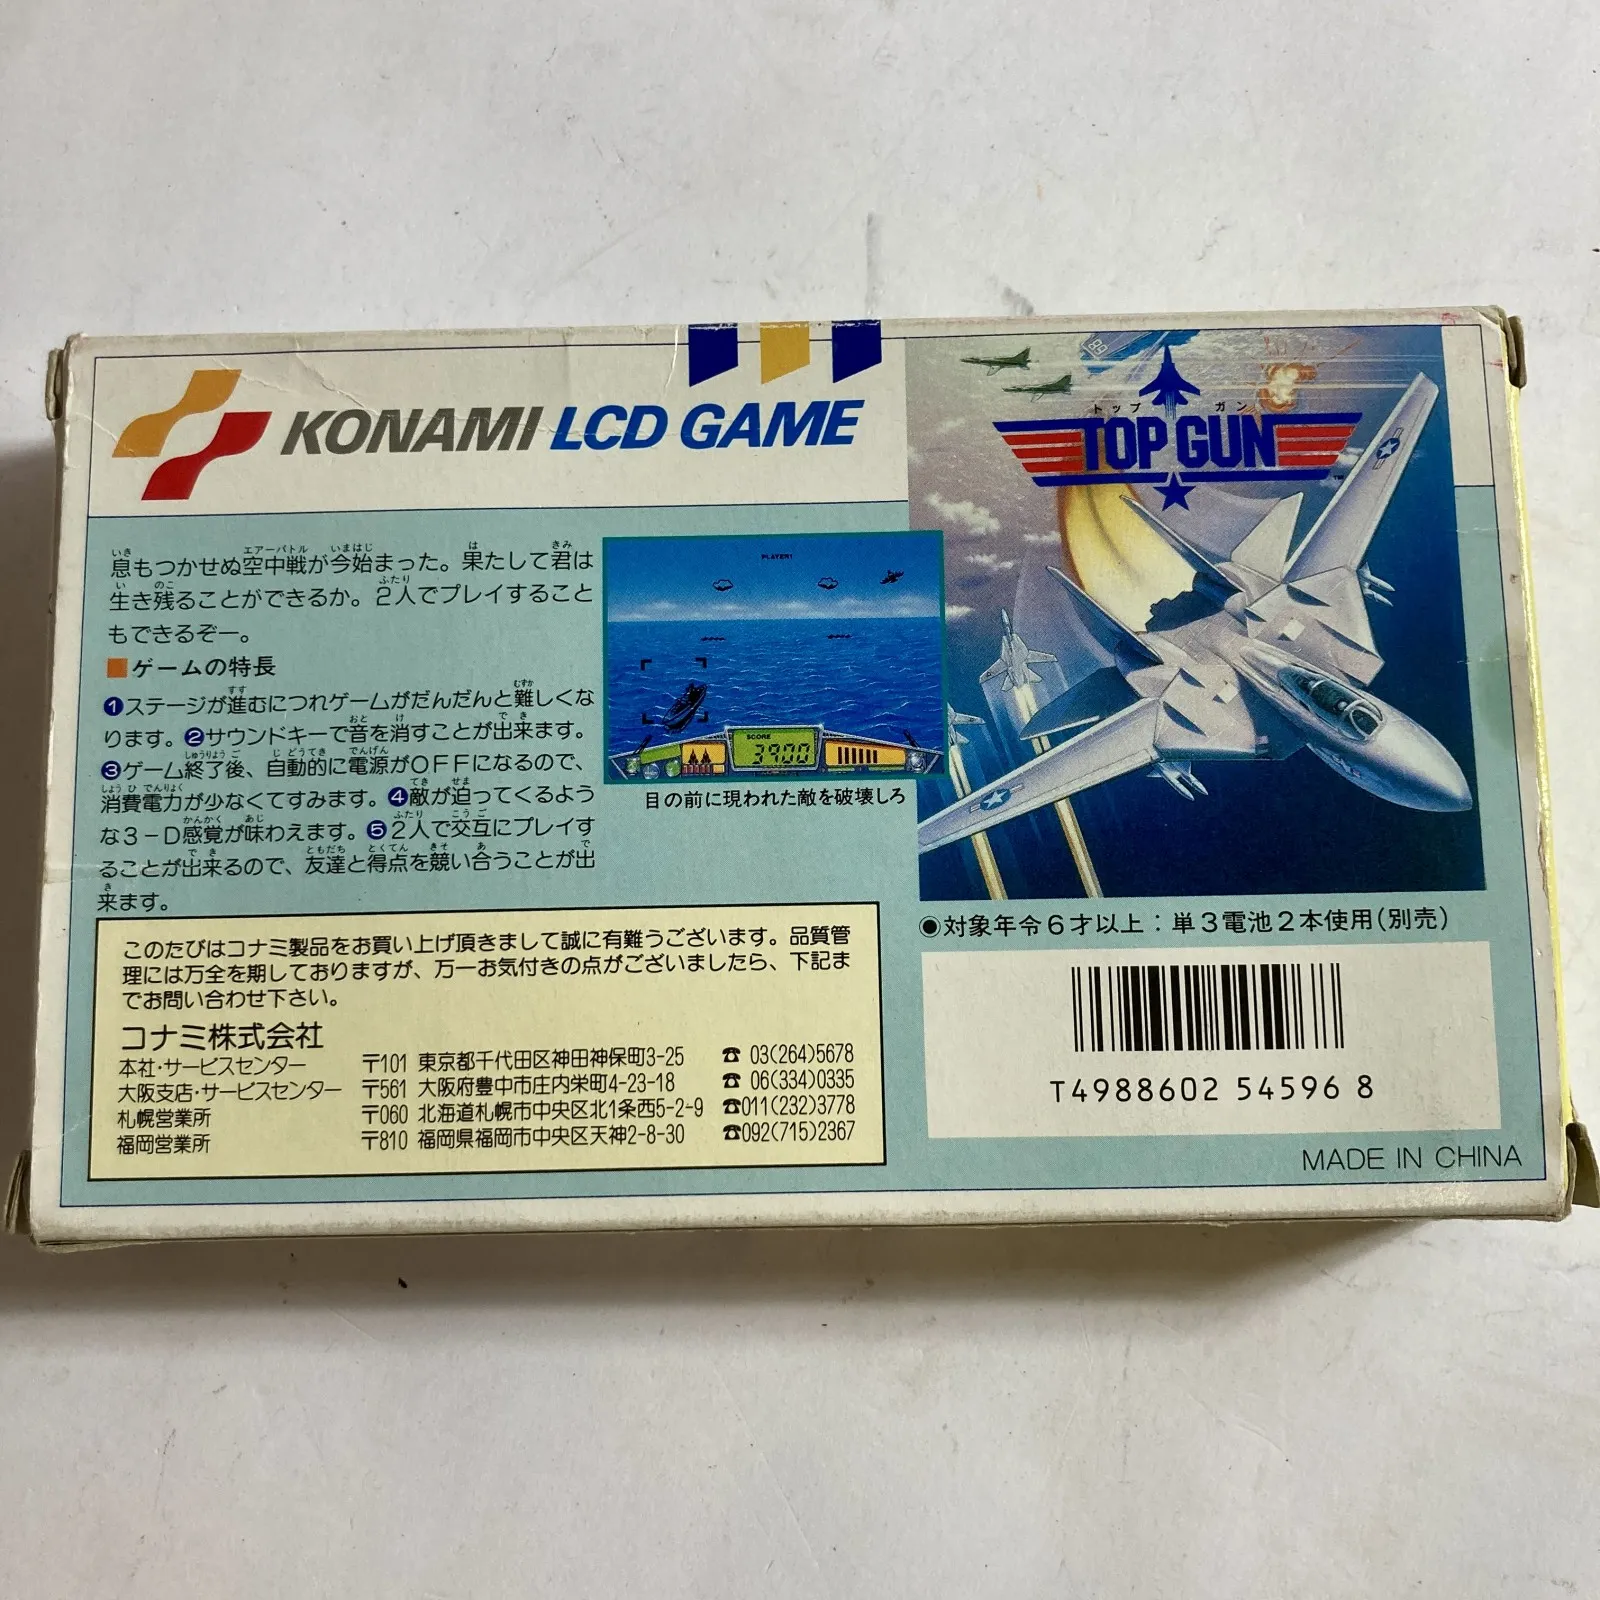 KONAMI LCD GAME
息もつかせぬ空中戦が今始まった。果たして君は
生き残ることができるか。2人でプレイすること
もできるぞー。
■ゲームの特長
❶ステージが進むにつれゲームがだんだんと難しくな
ります。❷サウンドキーで音を消すことが出来ます。
❸ゲーム終了後、自動的に電源がOFFになるので、
消費電力が少なくてすみます。❹敵が迫ってくるよう
な3-D感覚が味わえます。❺2人で交互にプレイす
ることが出来るので、友達と得点を競い合うことが出
来ます。
PLAYER1
SCORE
3900
目の前に現われた敵を破壊しろ
89
トップ ガン
TOP GUN
TM
◉対象年令6才以上：単3電池2本使用(別売)
このたびはコナミ製品をお買い上げ頂きまして誠に有難うございます。品質管
理には万全を期しておりますが、万一お気付きの点がございましたら、下記ま
でお問い合わせ下さい。
コナミ株式会社
本社・サービスセンター 〒101 東京都千代田区神田神保町3-25 ☎ 03(264)5678
大阪支店・サービスセンター 〒561 大阪府豊中市庄内栄町4-23-18 ☎ 06(334)0335
札幌営業所 〒060 北海道札幌市中央区北1条西5-2-9 ☎011(232)3778
福岡営業所 〒810 福岡県福岡市中央区天神2-8-30 ☎092(715)2367
T4988602 54596 8
MADE IN CHINA